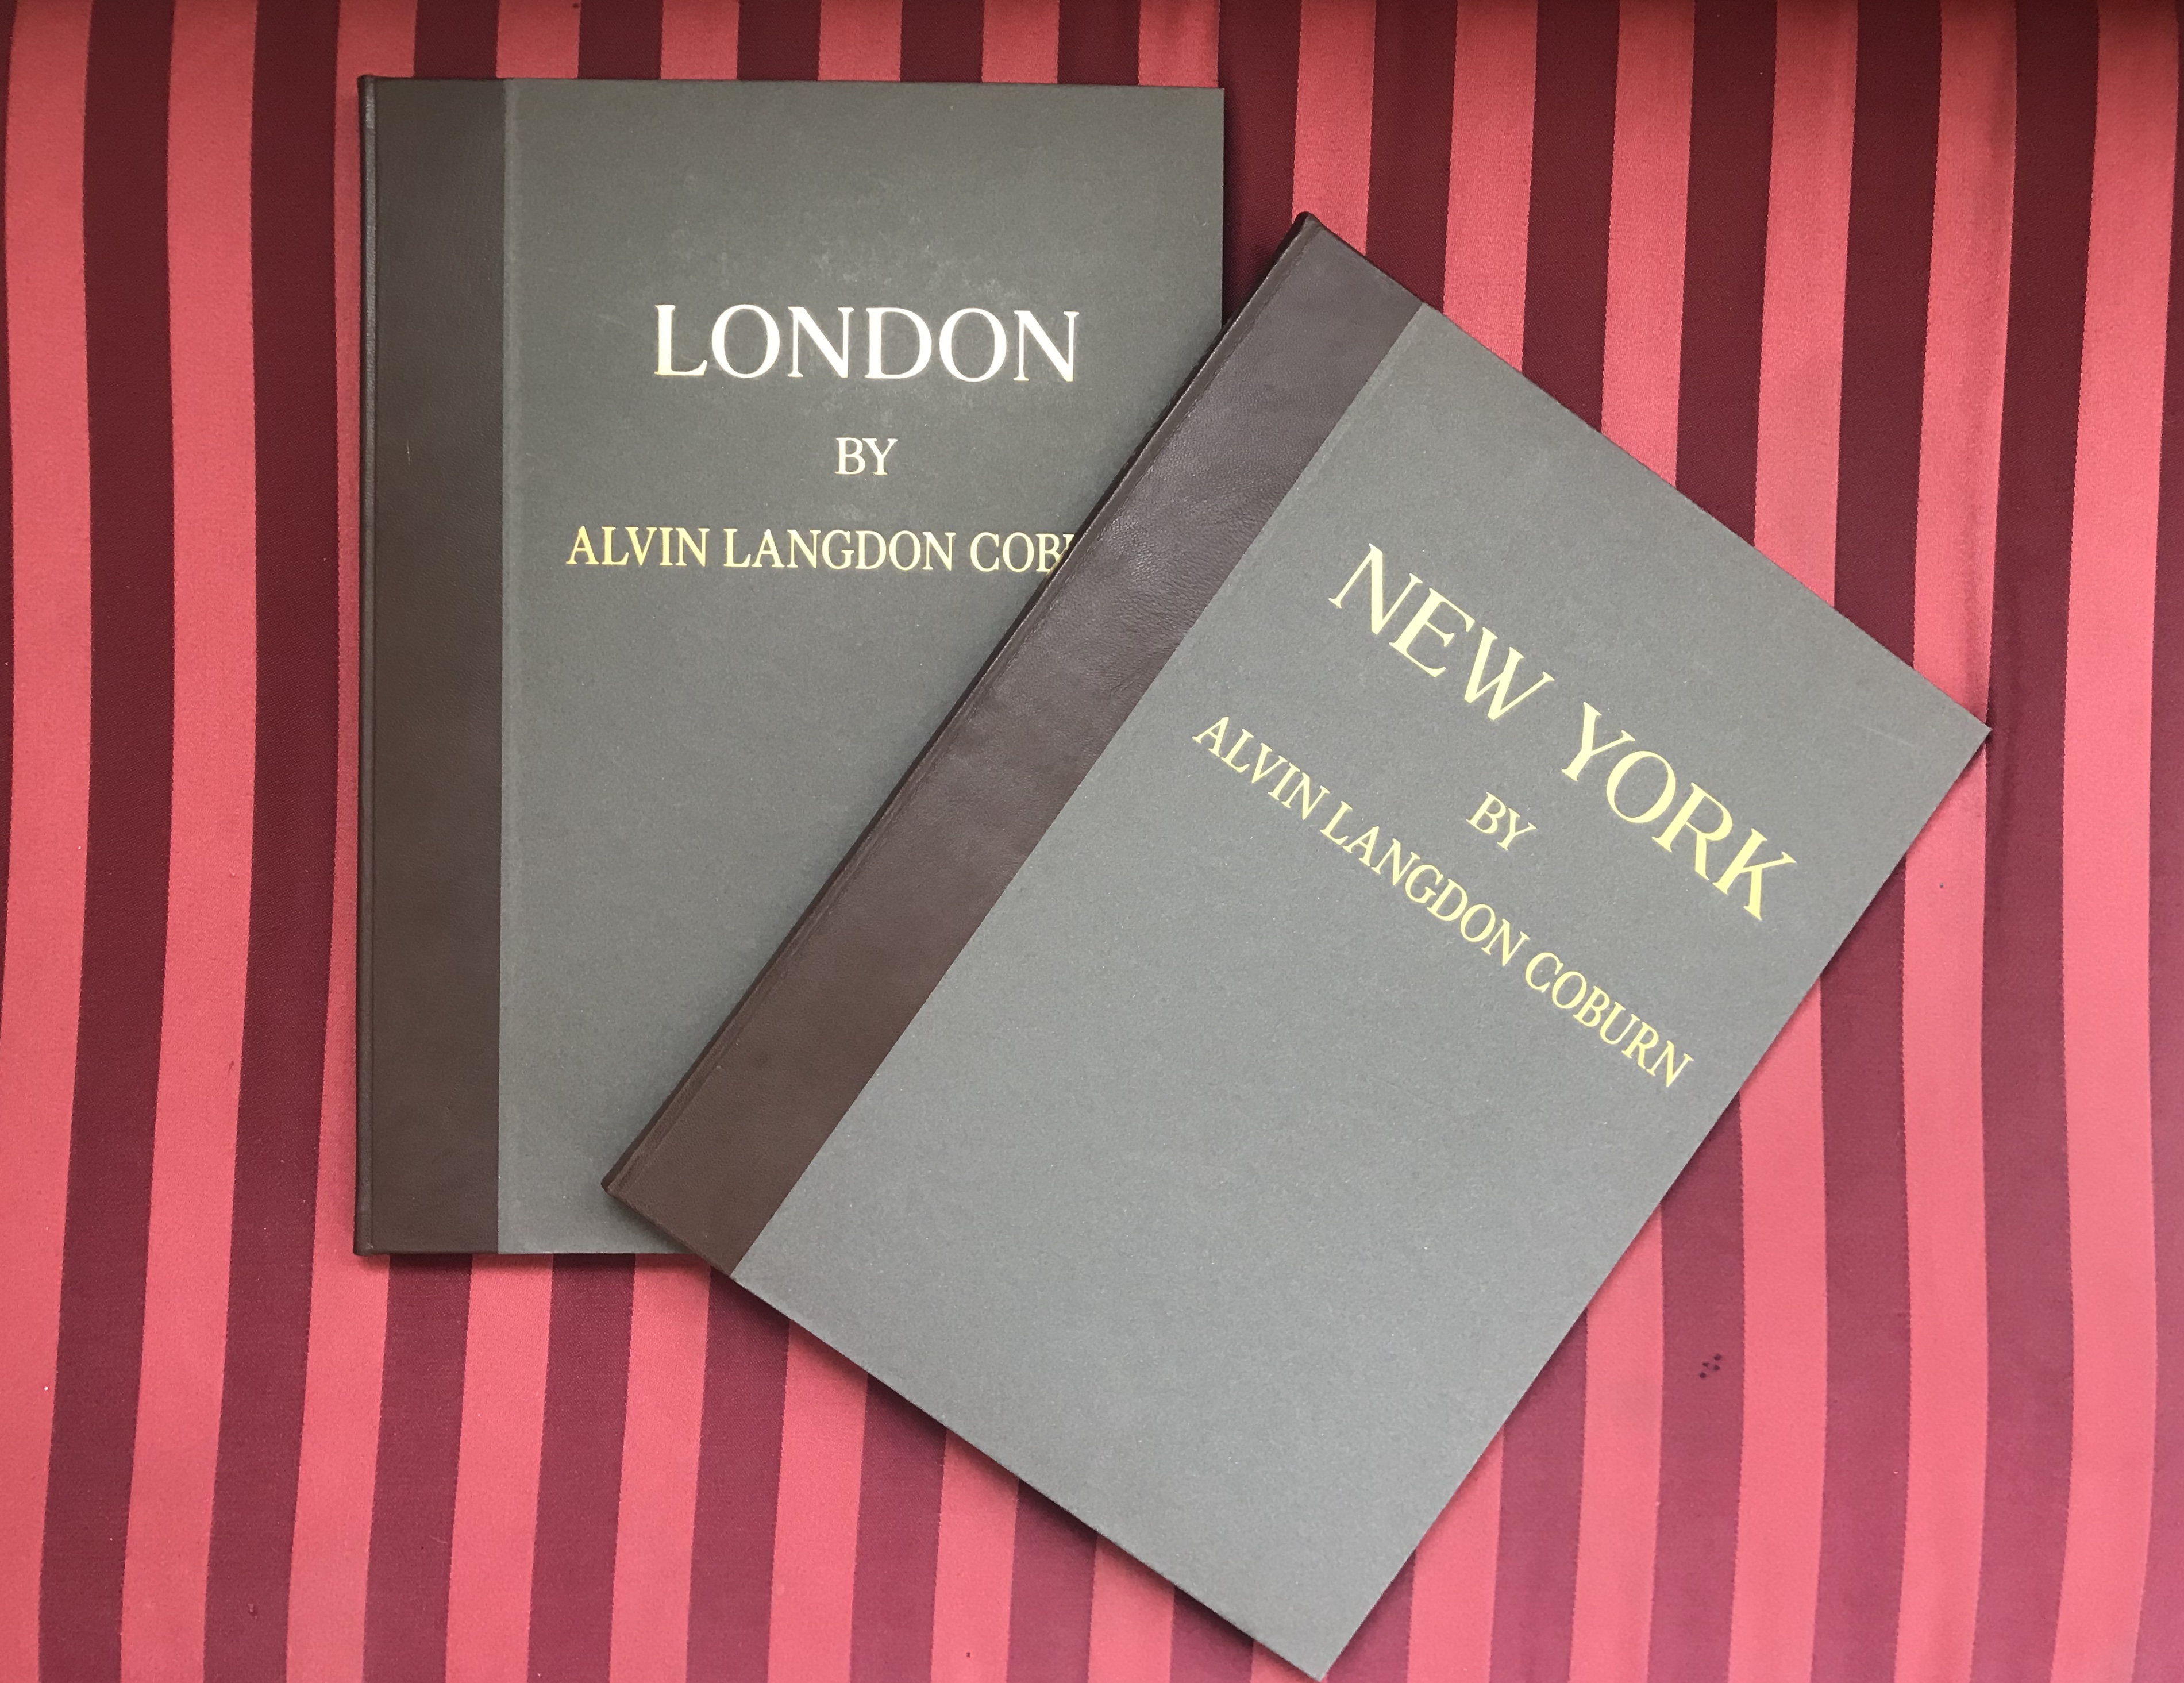 LONDON
BY
ALVIN LANGDON
NEW YORK
BY
ALVIN LANGDON COBURN